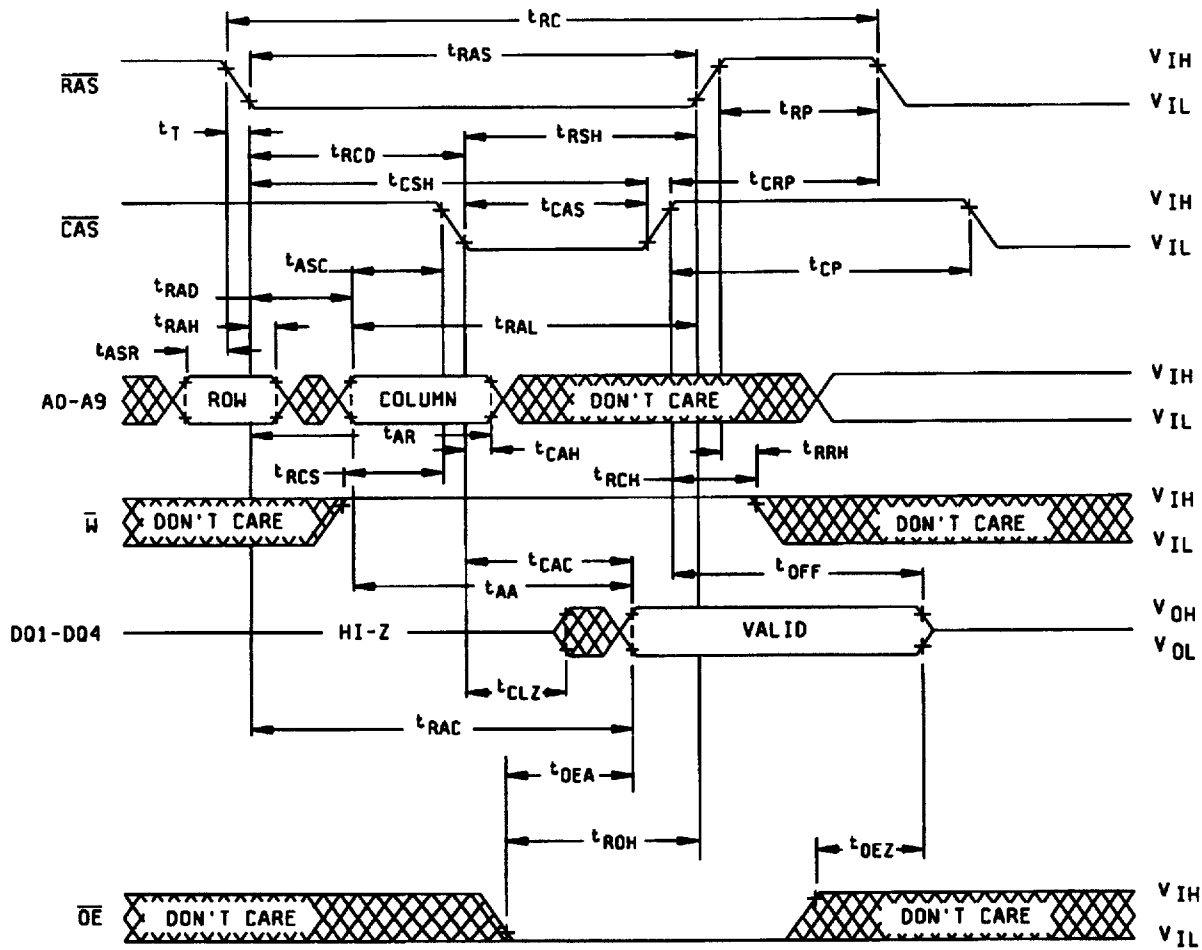 tRC
tRAS
VIH
R̅A̅S̅
VIL
tT
tRP
tRSH
tRCD
tCSH
tCRP
VIH
C̅A̅S̅
tCAS
VIL
tASC
tCP
tRAD
tRAH
tRAL
tASR
VIH
A0-A9
ROW
COLUMN
DON'T CARE
VIL
tAR
tCAH
tRRH
tRCS
tRCH
VIH
W̅
DON'T CARE
DON'T CARE
VIL
tCAC
tOFF
tAA
VOH
DQ1-DQ4
HI-Z
VALID
VOL
tCLZ
tRAC
tOEA
tROH
tOEZ
VIH
O̅E̅
DON'T CARE
DON'T CARE
VIL